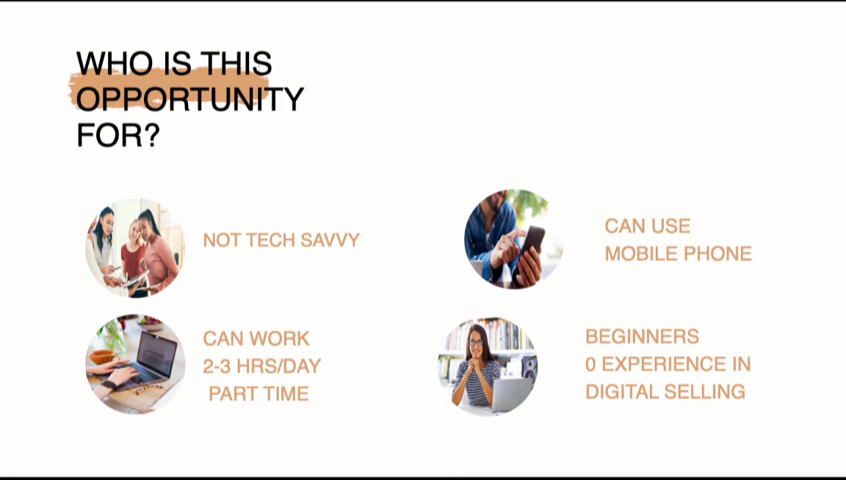 WHO IS THIS
OPPORTUNITY
FOR?
NOT TECH SAVVY
CAN USE
MOBILE PHONE
CAN WORK
2-3 HRS/DAY
PART TIME
BEGINNERS
0 EXPERIENCE IN
DIGITAL SELLING